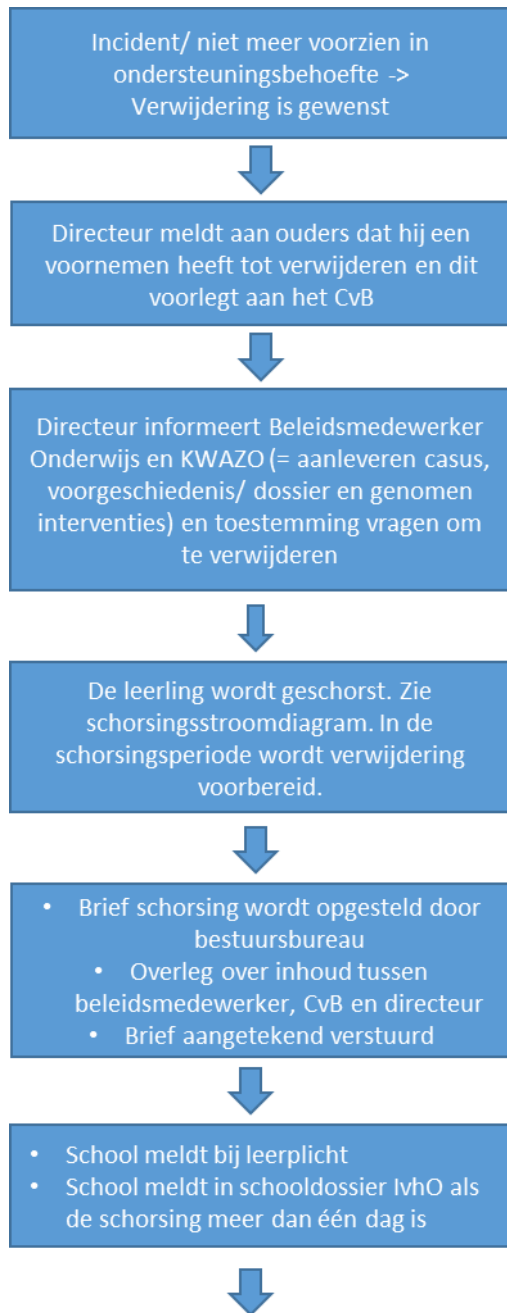 Incident/ niet meer voorzien in
ondersteuningsbehoefte ->
Verwijdering is gewenst
Directeur meldt aan ouders dat hij een
voornemen heeft tot verwijderen en dit
voorlegt aan het CvB
Directeur informeert Beleidsmedewerker
Onderwijs en KWAZO (= aanleveren casus,
voorgeschiedenis/ dossier en genomen
interventies) en toestemming vragen om
te verwijderen
De leerling wordt geschorst. Zie
schorsingsstroomdiagram. In de
schorsingsperiode wordt verwijdering
voorbereid.
• Brief schorsing wordt opgesteld door
bestuursbureau
• Overleg over inhoud tussen
beleidsmedewerker, CvB en directeur
• Brief aangetekend verstuurd
• School meldt bij leerplicht
• School meldt in schooldossier IvhO als
de schorsing meer dan één dag is